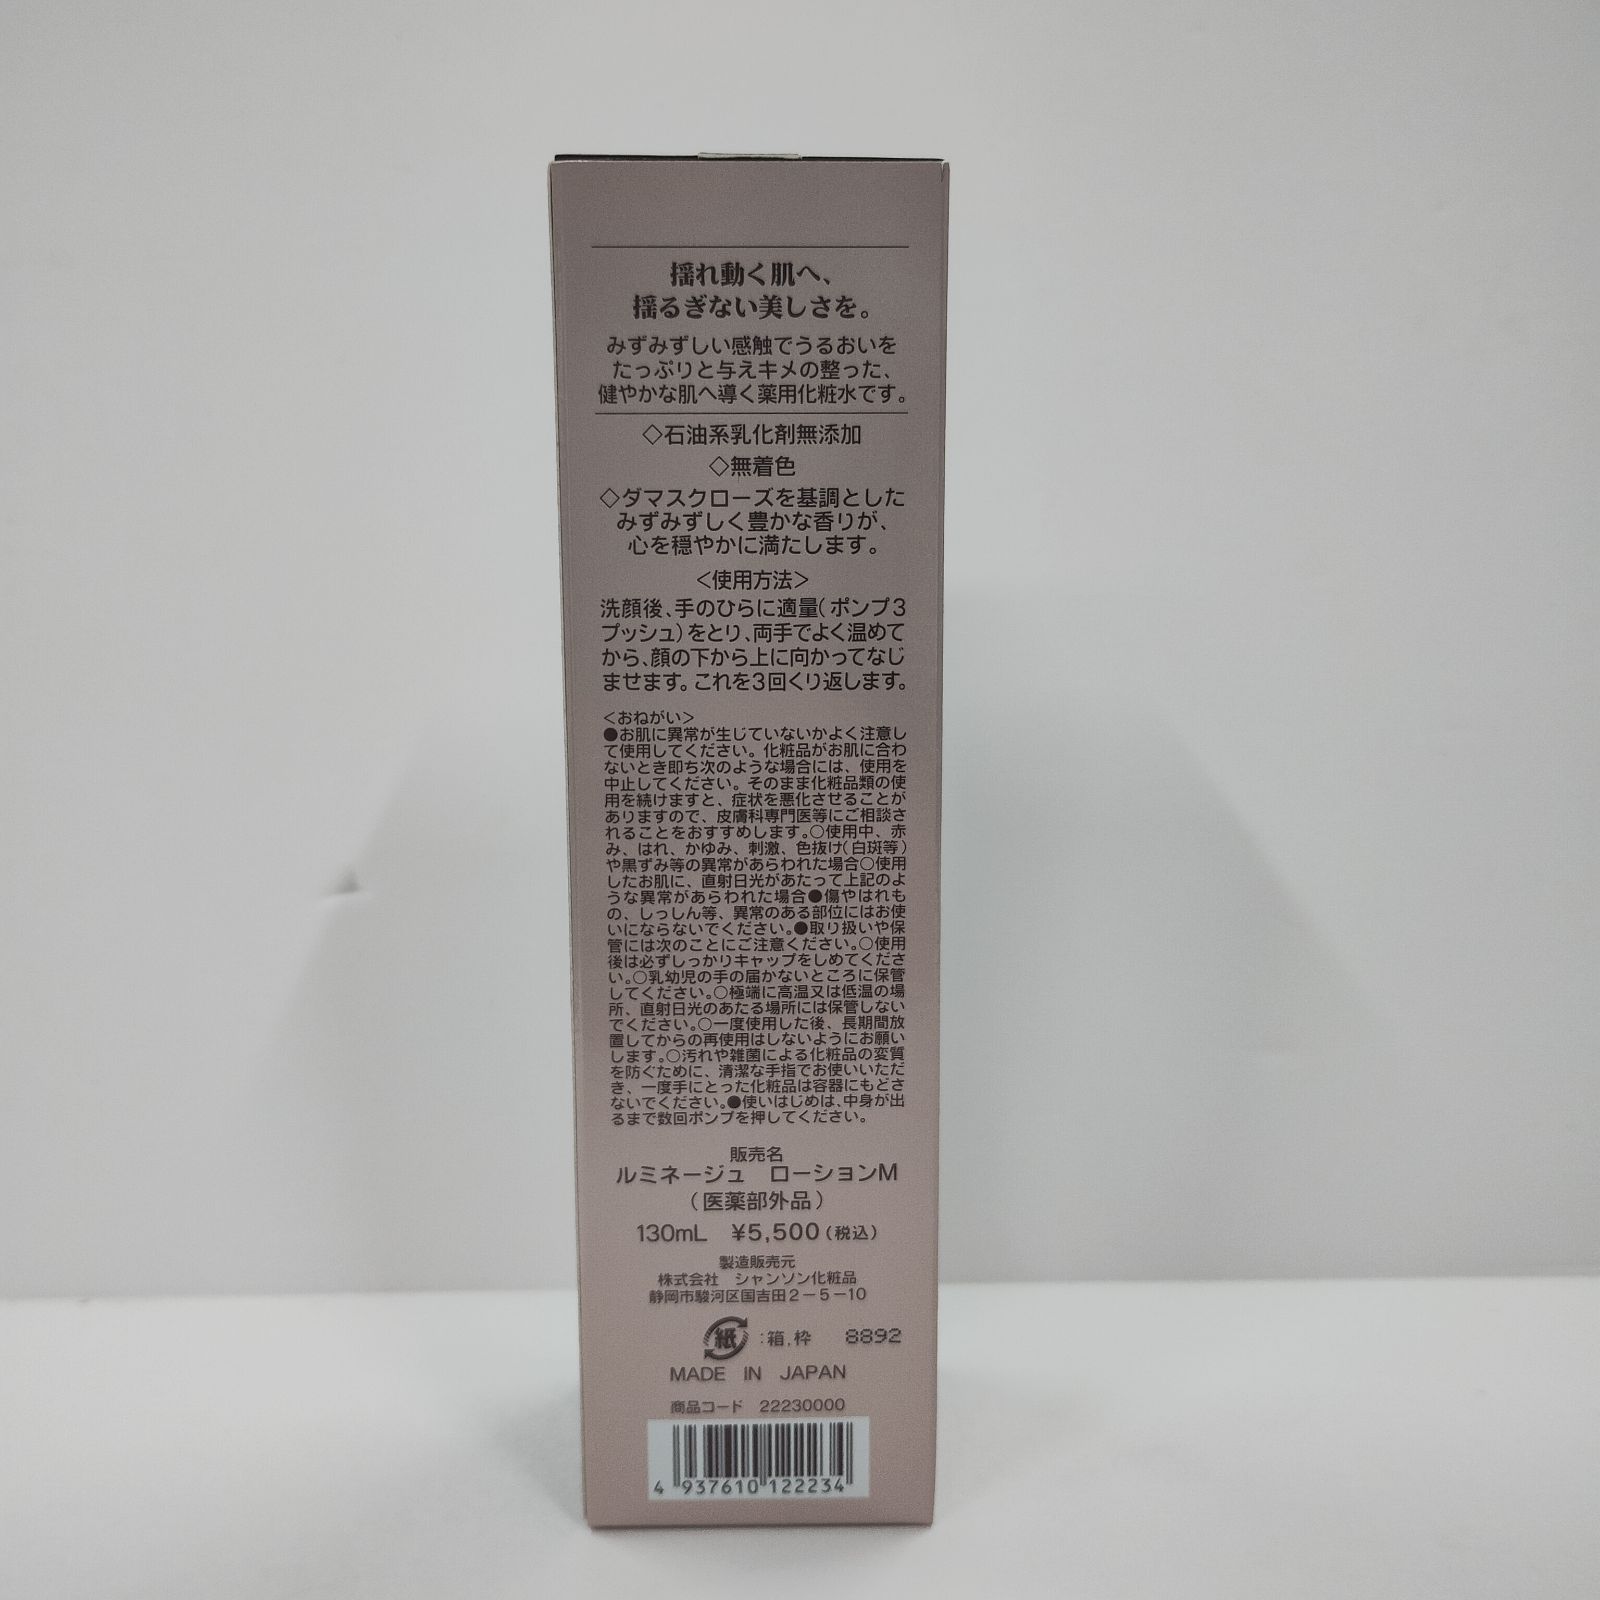 揺れ動く肌へ、
揺るぎない美しさを。
みずみずしい感触でうるおいを
たっぷりと与えキメの整った、
健やかな肌へ導く薬用化粧水です。
◇石油系乳化剤無添加
◇無着色
◇ダマスクローズを基調とした
みずみずしく豊かな香りが、
心を穏やかに満たします。
＜使用方法＞
洗顔後、手のひらに適量(ポンプ3
プッシュ)をとり、両手でよく温めて
から、顔の下から上に向かってなじ
ませます。これを3回くり返します。
＜おねがい＞
●お肌に異常が生じていないかよく注意し
て使用してください。化粧品がお肌に合わ
ないとき即ち次のような場合には、使用を
中止してください。そのまま化粧品類の使
用を続けますと、症状を悪化させることが
ありますので、皮膚科専門医等にご相談さ
れることをおすすめします。○使用中、赤
み、はれ、かゆみ、刺激、色抜け(白斑等)
や黒ずみ等の異常があらわれた場合○使用
したお肌に、直射日光があたって上記のよ
うな異常があらわれた場合●傷やはれも
の、しっしん等、異常のある部位にはお使
いにならないでください。●取り扱いや保
管には次のことにご注意ください。○使用
後は必ずしっかりキャップをしめてくださ
い。○乳幼児の手の届かないところに保管
してください。○極端に高温又は低温の場
所、直射日光のあたる場所には保管しない
でください。○一度使用した後、長期間放
置してからの再使用はしないようにお願い
します。○汚れや雑菌による化粧品の変質
を防ぐために、清潔な手指でお使いいただ
き、一度手にとった化粧品は容器にもどさ
ないでください。●使いはじめは、中身が出
るまで数回ポンプを押してください。
販売名
ルミネージュ ローションM
(医薬部外品)
130mL ¥5,500(税込)
製造販売元
株式会社 シャンソン化粧品
静岡市駿河区国吉田2-5-10
紙:箱,枠 8892
MADE IN JAPAN
商品コード 22230000
4 937610 122234